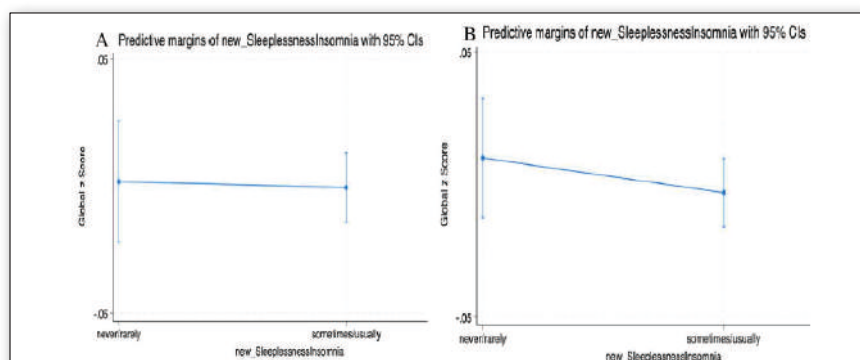 A Predictive margins of new_SleeplessnessInsomnia with 95% CIs
.05
Global z Score
-.05
never/rarely
sometimes/usually
new_SleeplessnessInsomnia
B Predictive margins of new_SleeplessnessInsomnia with 95% CIs
.05
Global z Score
-.05
never/rarely
sometimes/usually
new_SleeplessnessInsomnia